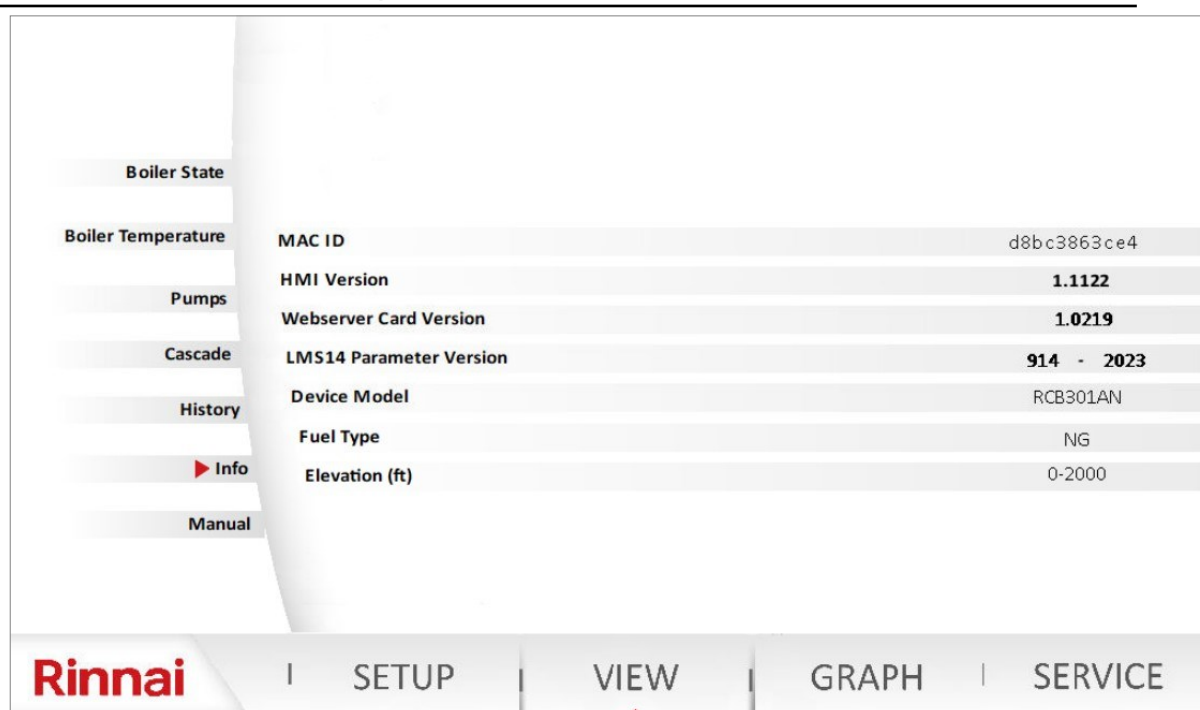 Boiler State
Boiler Temperature
Pumps
Cascade
History
Info
Manual
MAC ID d8bc3863ce4
HMI Version 1.1122
Webserver Card Version 1.0219
LMS14 Parameter Version 914 - 2023
Device Model RCB301AN
Fuel Type NG
Elevation (ft) 0-2000
Rinnai | SETUP | VIEW | GRAPH | SERVICE